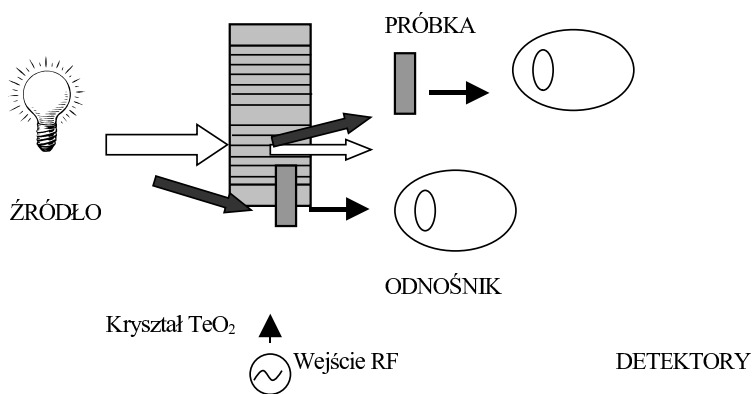 PRÓBKA
ŹRÓDŁO
ODNOŚNIK
Kryształ TeO₂
Wejście RF
DETEKTORY